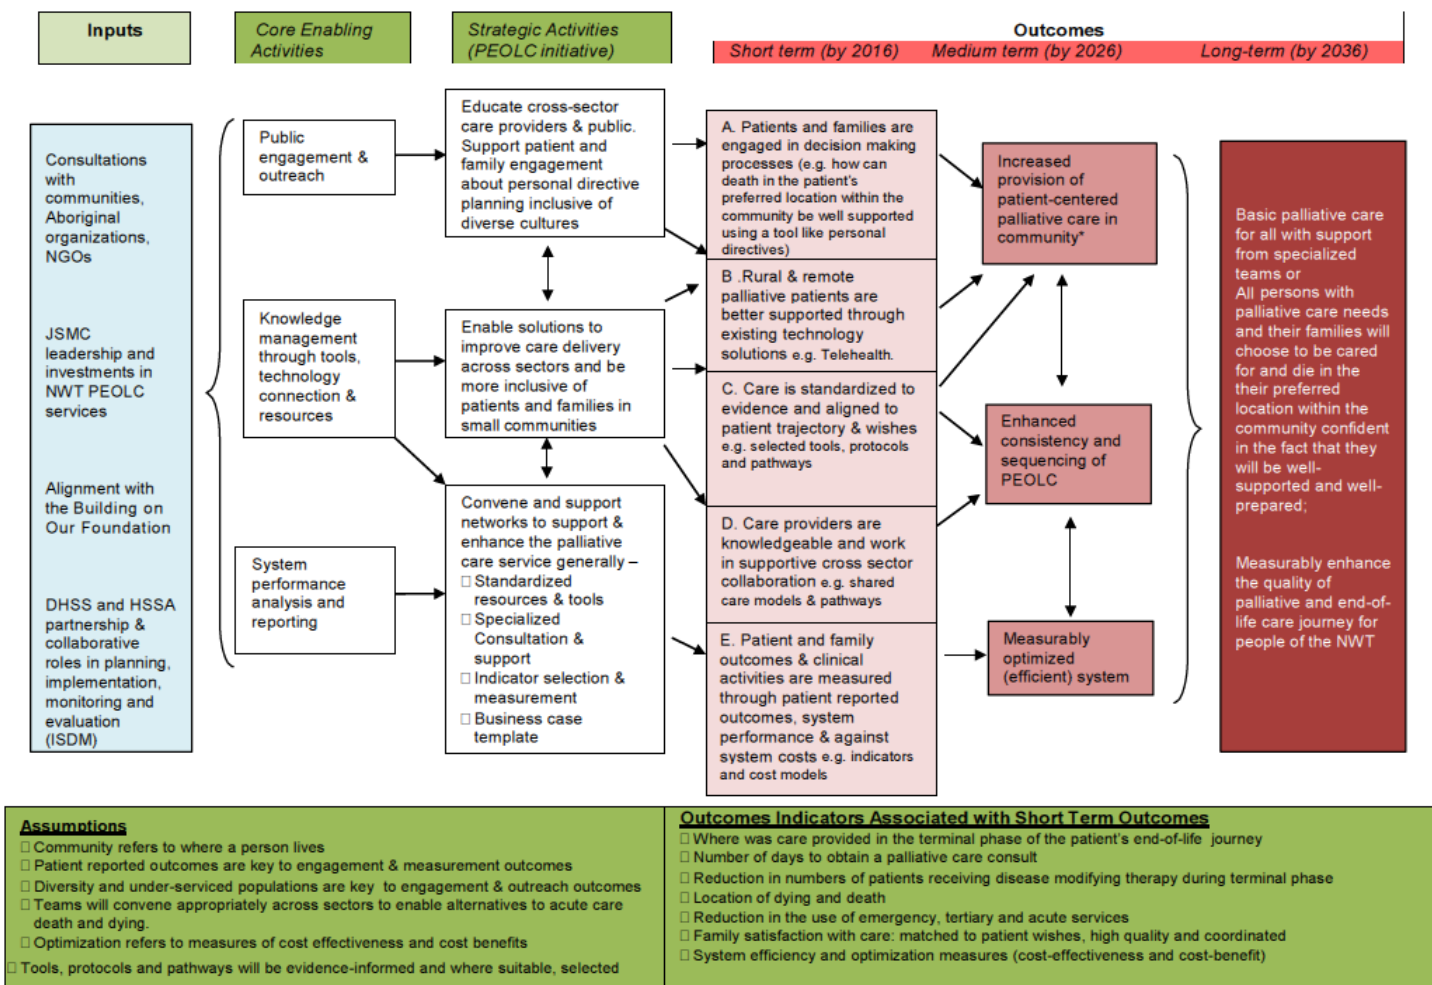 Inputs
Core Enabling
Activities
Strategic Activities
(PEOLC initiative)
Outcomes
Short term (by 2016)
Medium term (by 2026)
Long-term (by 2036)
Consultations
with
communities,
Aboriginal
organizations,
NGOs
JSMC
leadership and
investments in
NWT PEOLC
services
Alignment with
the Building on
Our Foundation
DHSS and HSSA
partnership &
collaborative
roles in planning,
implementation,
monitoring and
evaluation
(ISDM)
Public
engagement &
outreach
Knowledge
management
through tools,
technology
connection &
resources
System
performance
analysis and
reporting
Educate cross-sector
care providers & public.
Support patient and
family engagement
about personal directive
planning inclusive of
diverse cultures
Enable solutions to
improve care delivery
across sectors and be
more inclusive of
patients and families in
small communities
Convene and support
networks to support &
enhance the palliative
care service generally –
□ Standardized
resources & tools
□ Specialized
Consultation &
support
□ Indicator selection &
measurement
□ Business case
template
A. Patients and families are
engaged in decision making
processes (e.g. how can
death in the patient's
preferred location within the
community be well supported
using a tool like personal
directives)
B .Rural & remote
palliative patients are
better supported through
existing technology
solutions e.g. Telehealth.
C. Care is standardized to
evidence and aligned to
patient trajectory & wishes
e.g. selected tools, protocols
and pathways
D. Care providers are
knowledgeable and work
in supportive cross sector
collaboration e.g. shared
care models & pathways
E. Patient and family
outcomes & clinical
activities are measured
through patient reported
outcomes, system
performance & against
system costs e.g. indicators
and cost models
Increased
provision of
patient-centered
palliative care in
community*
Enhanced
consistency and
sequencing of
PEOLC
Measurably
optimized
(efficient) system
Basic palliative care
for all with support
from specialized
teams or
All persons with
palliative care needs
and their families will
choose to be cared
for and die in the
their preferred
location within the
community confident
in the fact that they
will be well-
supported and well-
prepared;
Measurably enhance
the quality of
palliative and end-of-
life care journey for
people of the NWT
Assumptions
□ Community refers to where a person lives
□ Patient reported outcomes are key to engagement & measurement outcomes
□ Diversity and under-serviced populations are key to engagement & outreach outcomes
□ Teams will convene appropriately across sectors to enable alternatives to acute care
death and dying.
□ Optimization refers to measures of cost effectiveness and cost benefits
□ Tools, protocols and pathways will be evidence-informed and where suitable, selected
Outcomes Indicators Associated with Short Term Outcomes
□ Where was care provided in the terminal phase of the patient's end-of-life journey
□ Number of days to obtain a palliative care consult
□ Reduction in numbers of patients receiving disease modifying therapy during terminal phase
□ Location of dying and death
□ Reduction in the use of emergency, tertiary and acute services
□ Family satisfaction with care: matched to patient wishes, high quality and coordinated
□ System efficiency and optimization measures (cost-effectiveness and cost-benefit)